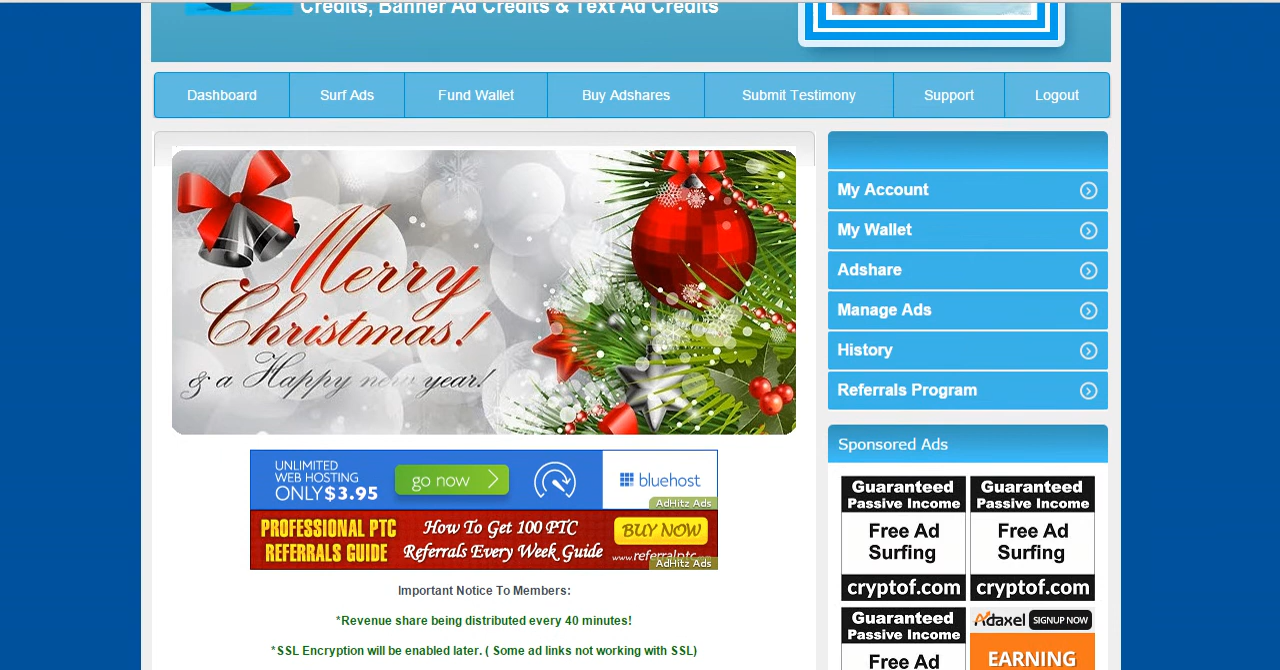 Credits, Banner Ad Credits & Text Ad Credits
Dashboard
Surf Ads
Fund Wallet
Buy Adshares
Submit Testimony
Support
Logout
Merry
Christmas!
& a Happy new year!
My Account
My Wallet
Adshare
Manage Ads
History
Referrals Program
UNLIMITED
WEB HOSTING
ONLY $3.95
go now
bluehost
AdHitz Ads
PROFESSIONAL PTC
REFERRALS GUIDE
How To Get 100 PTC
Referrals Every Week Guide
BUY NOW
www.referralptc
AdHitz Ads
Important Notice To Members:
*Revenue share being distributed every 40 minutes!
*SSL Encryption will be enabled later. ( Some ad links not working with SSL)
Sponsored Ads
Guaranteed
Passive Income
Free Ad
Surfing
cryptof.com
Guaranteed
Passive Income
Free Ad
Surfing
cryptof.com
Guaranteed
Passive Income
Free Ad
Adaxel
SIGNUP NOW
EARNING